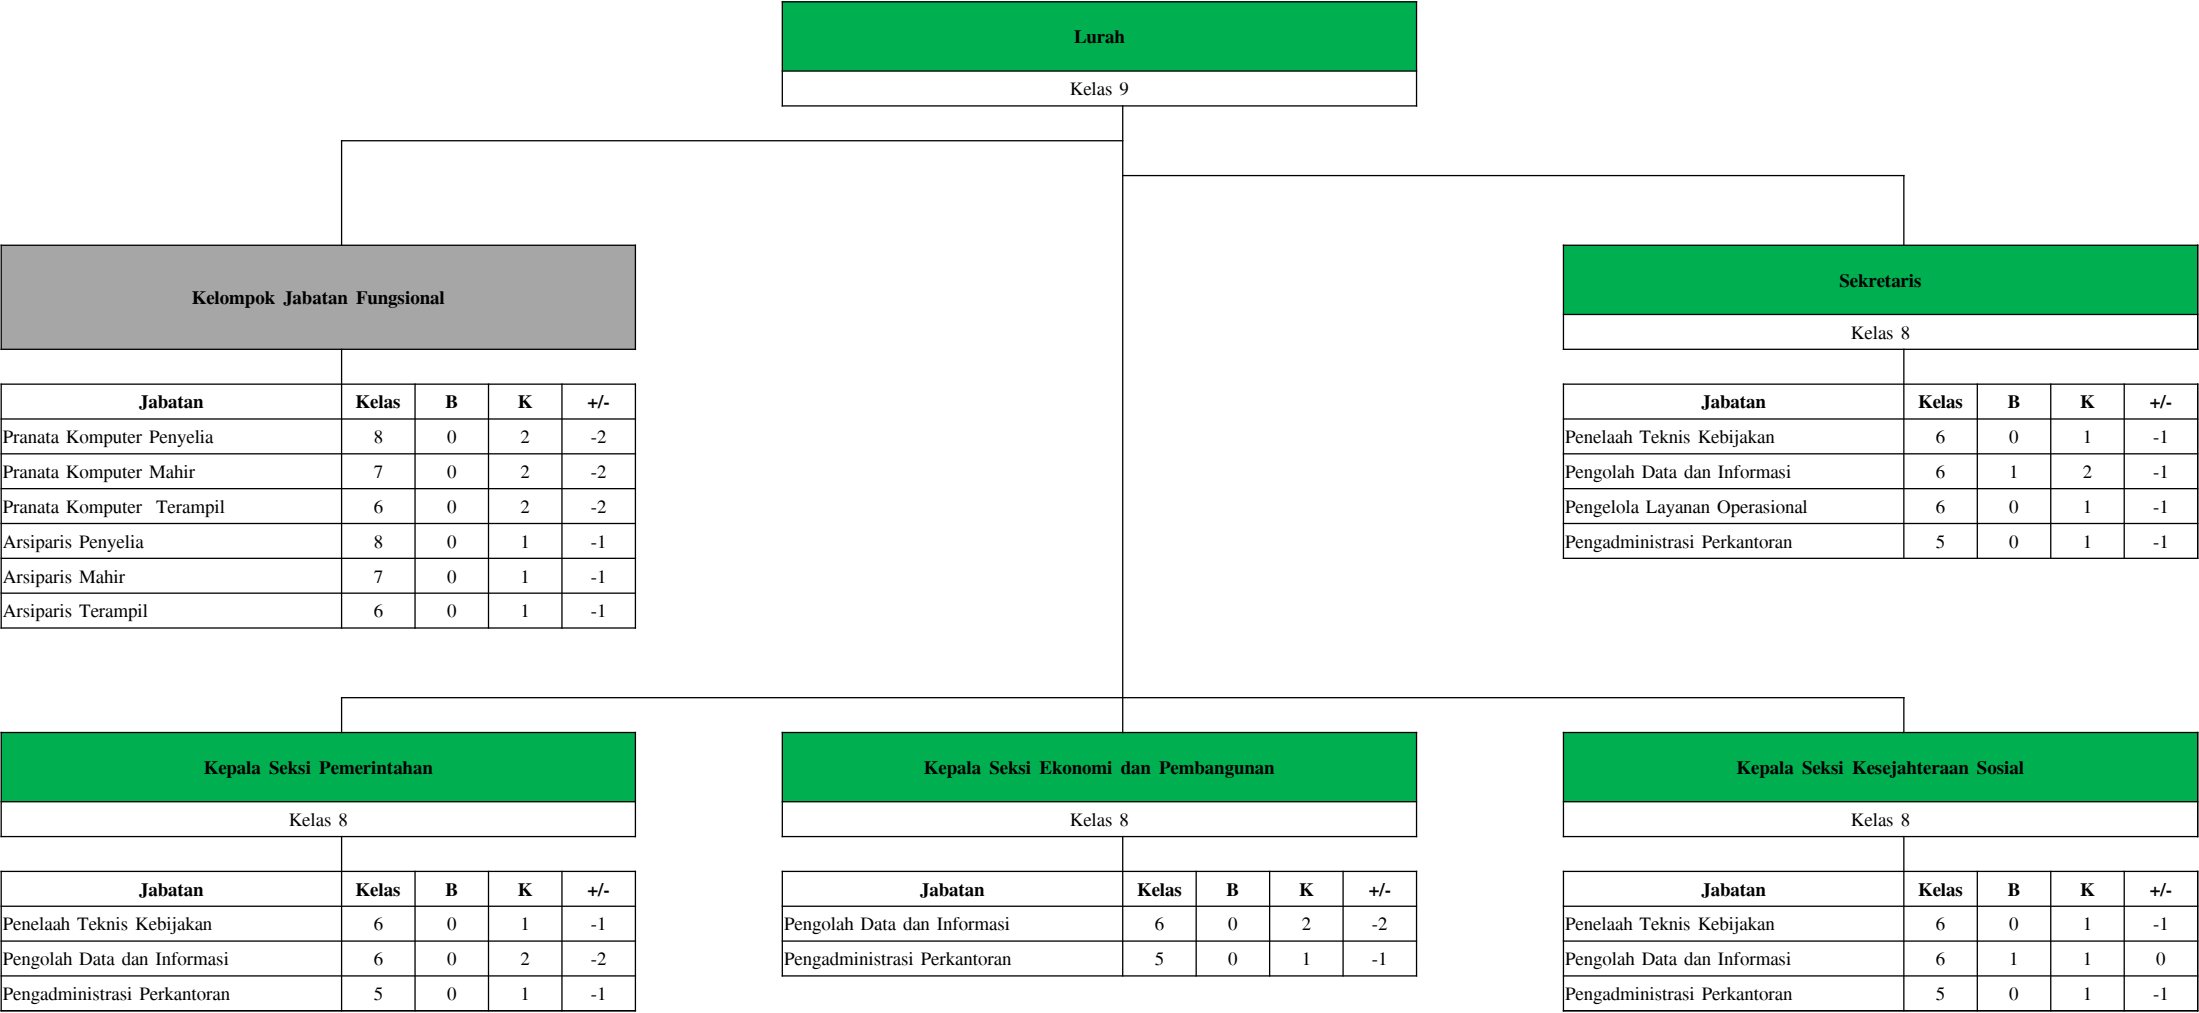 Lurah
Kelas 9
Kelompok Jabatan Fungsional
Jabatan Kelas B K +/-
Pranata Komputer Penyelia 8 0 2 -2
Pranata Komputer Mahir 7 0 2 -2
Pranata Komputer Terampil 6 0 2 -2
Arsiparis Penyelia 8 0 1 -1
Arsiparis Mahir 7 0 1 -1
Arsiparis Terampil 6 0 1 -1
Sekretaris
Kelas 8
Jabatan Kelas B K +/-
Penelaah Teknis Kebijakan 6 0 1 -1
Pengolah Data dan Informasi 6 1 2 -1
Pengelola Layanan Operasional 6 0 1 -1
Pengadministrasi Perkantoran 5 0 1 -1
Kepala Seksi Pemerintahan
Kelas 8
Jabatan Kelas B K +/-
Penelaah Teknis Kebijakan 6 0 1 -1
Pengolah Data dan Informasi 6 0 2 -2
Pengadministrasi Perkantoran 5 0 1 -1
Kepala Seksi Ekonomi dan Pembangunan
Kelas 8
Jabatan Kelas B K +/-
Pengolah Data dan Informasi 6 0 2 -2
Pengadministrasi Perkantoran 5 0 1 -1
Kepala Seksi Kesejahteraan Sosial
Kelas 8
Jabatan Kelas B K +/-
Penelaah Teknis Kebijakan 6 0 1 -1
Pengolah Data dan Informasi 6 1 1 0
Pengadministrasi Perkantoran 5 0 1 -1